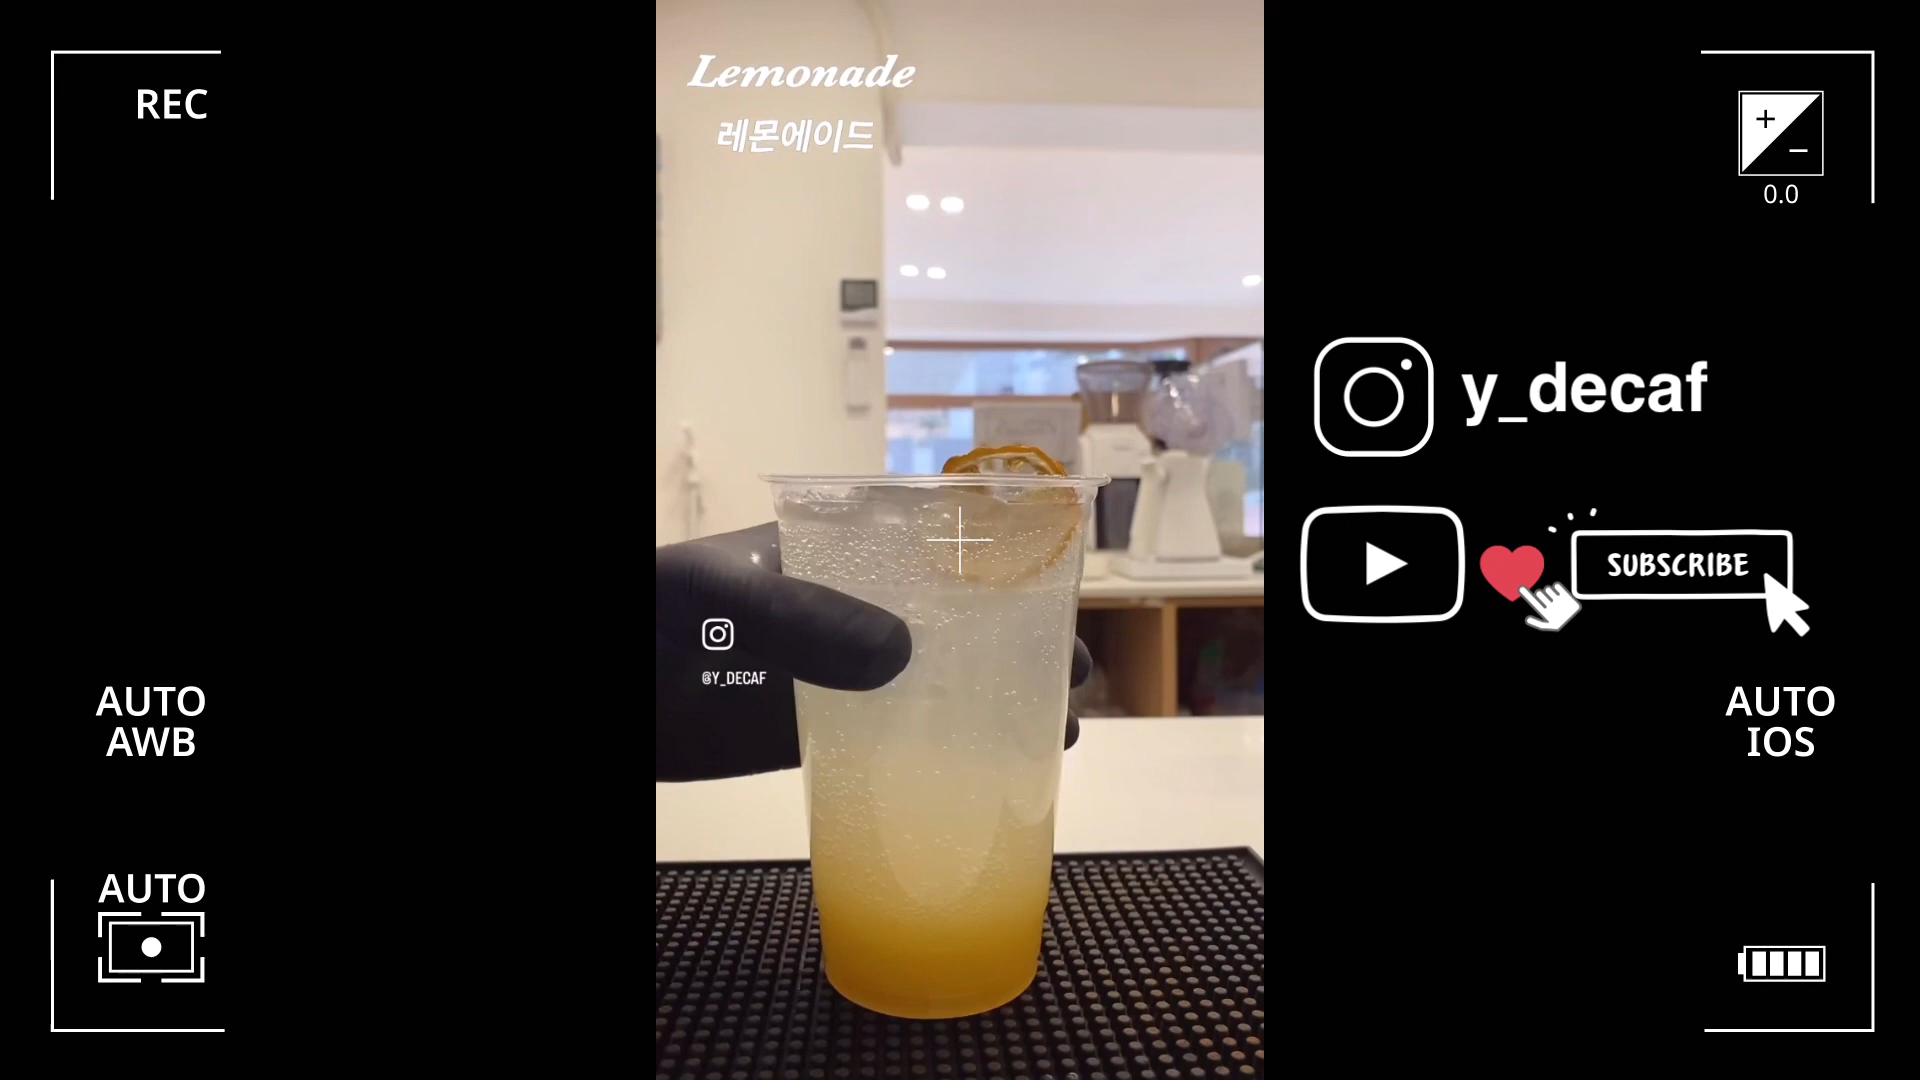 REC
Lemonade
레몬에이드
+
−
0.0
y_decaf
SUBSCRIBE
@Y_DECAF
AUTO
AWB
AUTO
IOS
AUTO